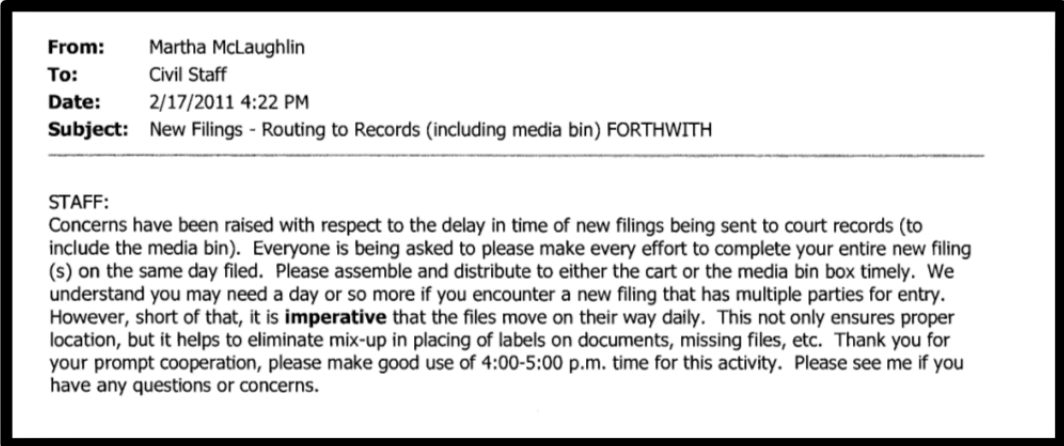 From: Martha McLaughlin
To: Civil Staff
Date: 2/17/2011 4:22 PM
Subject: New Filings - Routing to Records (including media bin) FORTHWITH
STAFF:
Concerns have been raised with respect to the delay in time of new filings being sent to court records (to
include the media bin). Everyone is being asked to please make every effort to complete your entire new filing
(s) on the same day filed. Please assemble and distribute to either the cart or the media bin box timely. We
understand you may need a day or so more if you encounter a new filing that has multiple parties for entry.
However, short of that, it is imperative that the files move on their way daily. This not only ensures proper
location, but it helps to eliminate mix-up in placing of labels on documents, missing files, etc. Thank you for
your prompt cooperation, please make good use of 4:00-5:00 p.m. time for this activity. Please see me if you
have any questions or concerns.